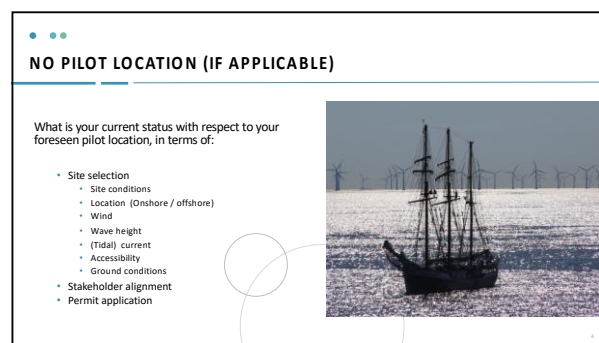 NO PILOT LOCATION (IF APPLICABLE)
What is your current status with respect to your
foreseen pilot location, in terms of:
• Site selection
• Site conditions
• Location (Onshore / offshore)
• Wind
• Wave height
• (Tidal) current
• Accessibility
• Ground conditions
• Stakeholder alignment
• Permit application
4